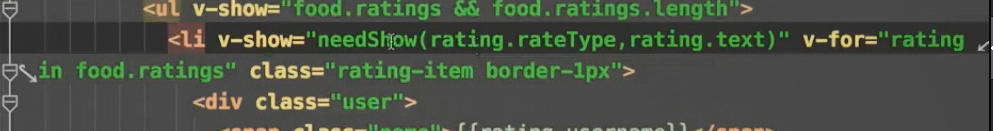 <ul v-show="food.ratings && food.ratings.length">
<li v-show="needShow(rating.rateType,rating.text)" v-for="rating
in food.ratings" class="rating-item border-1px">
<div class="user">
<span class="name">{{rating.username}}</span>